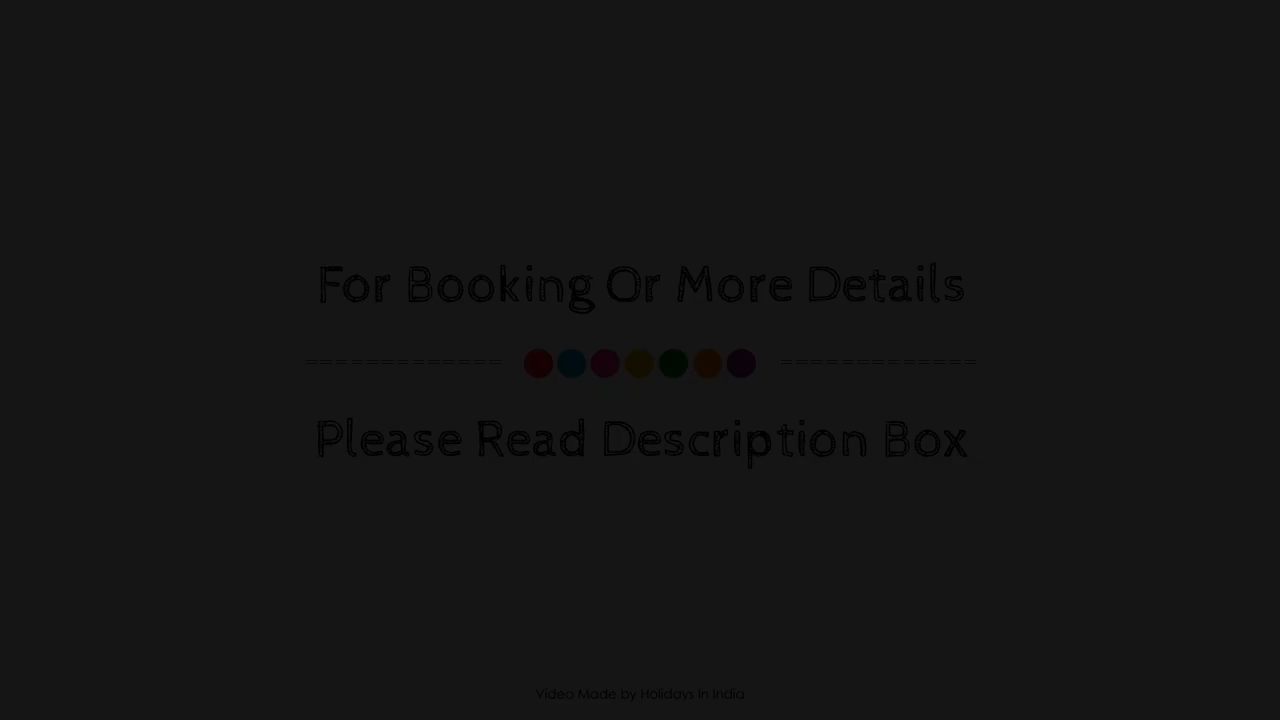 For Booking Or More Details
Please Read Description Box
Video Made by Holidays In India